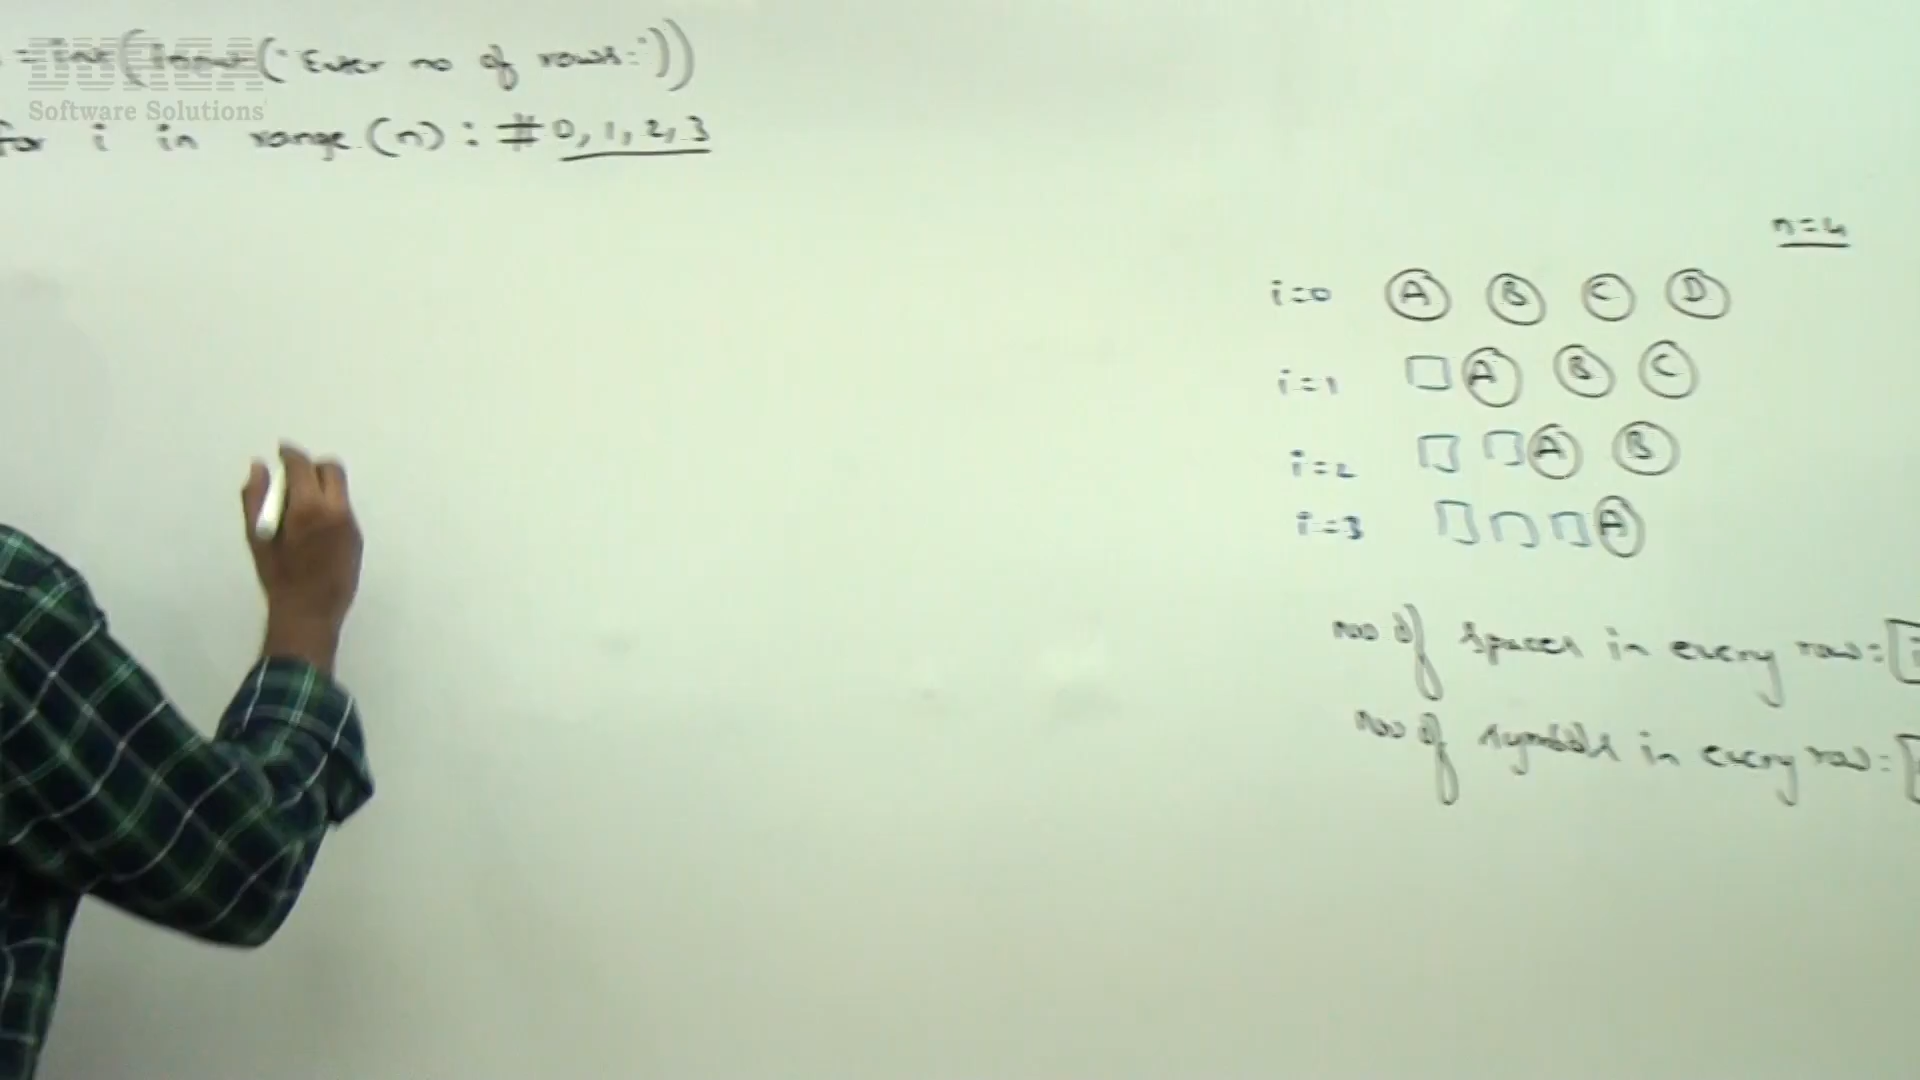 = int(input("Enter no of rows:"))
DURGA
Software Solutions
for i in range(n): # 0, 1, 2, 3
n=4
i=0 A B C D
i=1 A B C
i=2 A B
i=3 A
no of spaces in every row: i
no of symbols in every row: